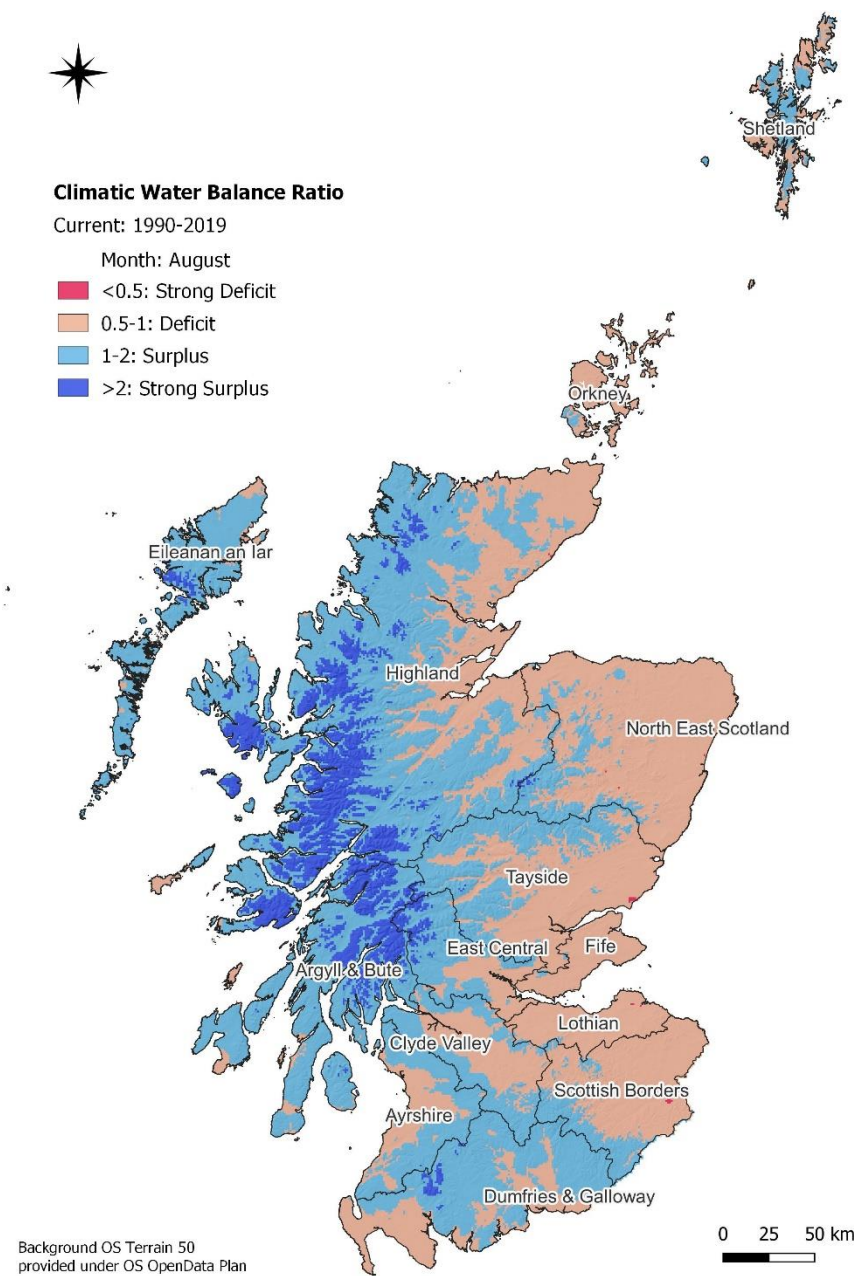 Shetland
Climatic Water Balance Ratio
Current: 1990-2019
Month: August
<0.5: Strong Deficit
0.5-1: Deficit
1-2: Surplus
>2: Strong Surplus
Orkney
Eileanan an Iar
Highland
North East Scotland
Tayside
East Central
Fife
Argyll & Bute
Lothian
Clyde Valley
Scottish Borders
Ayrshire
Dumfries & Galloway
0 25 50 km
Background OS Terrain 50
provided under OS OpenData Plan